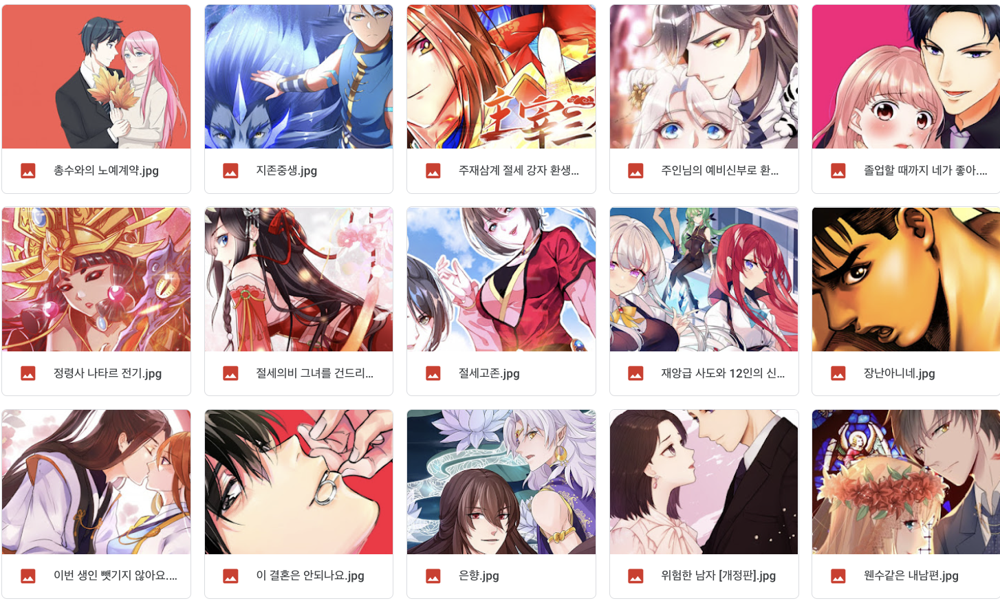 主宰三
총수와의 노예계약.jpg
지존중생.jpg
주재삼계 절세 강자 환생...
주인님의 예비신부로 환...
졸업할 때까지 네가 좋아....
정령사 나타르 전기.jpg
절세의비 그녀를 건드리...
절세고존.jpg
재앙급 사도와 12인의 신...
장난아니네.jpg
이번 생인 뺏기지 않아요....
이 결혼은 안되나요.jpg
은향.jpg
위험한 남자 [개정판].jpg
웬수같은 내남편.jpg